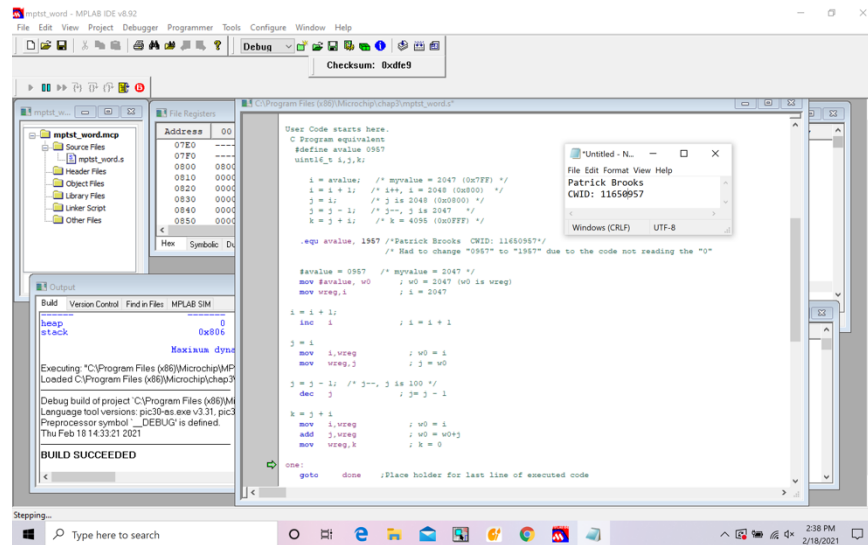 mptst_word - MPLAB IDE v8.92
File Edit View Project Debugger Programmer Tools Configure Window Help
Debug
Checksum: 0xdfe9
mptst_w...
mptst_word.mcp
Source Files
mptst_word.s
Header Files
Object Files
Library Files
Linker Script
Other Files
File Registers
Address 00
07E0 ----
07F0 ----
0800 0800
0810 0000
0820 0000
0830 0000
0840 0000
0850 0000
Hex Symbolic Du
Output
Build Version Control Find in Files MPLAB SIM
heap 0
stack 0x806
Maximum dyna
Executing: "C:\Program Files (x86)\Microchip\MP
Loaded C:\Program Files (x86)\Microchip\chap3\
Debug build of project `C:\Program Files (x86)\Mi
Language tool versions: pic30-as.exe v3.31, pic3
Preprocessor symbol `__DEBUG' is defined.
Thu Feb 18 14:33:21 2021
BUILD SUCCEEDED
C:\Program Files (x86)\Microchip\chap3\mptst_word.s*
User Code starts here.
C Program equivalent
#define avalue 0957
uint16_t i,j,k;
i = avalue; /* myvalue = 2047 (0x7FF) */
i = i + 1; /* i++, i = 2048 (0x800) */
j = i; /* j is 2048 (0x0800) */
j = j - 1; /* j--, j is 2047 */
k = j + i; /* k = 4095 (0x0FFF) */
.equ avalue, 1957 /*Patrick Brooks CWID: 11650957*/
/* Had to change "0957" to "1957" due to the code not reading the "0"
#avalue = 0957 /* myvalue = 2047 */
mov #avalue, w0 ; w0 = 2047 (w0 is wreg)
mov wreg,i ; i = 2047
i = i + 1;
inc i ; i = i + 1
j = i
mov i,wreg ; w0 = i
mov wreg,j ; j = w0
j = j - 1; /* j--, j is 100 */
dec j ; j= j - 1
k = j + i
mov i,wreg ; w0 = i
add j,wreg ; w0 = w0+j
mov wreg,k ; k = 0
one:
goto done ;Place holder for last line of executed code
*Untitled - N...
File Edit Format View Help
Patrick Brooks
CWID: 11650957
Windows (CRLF) UTF-8
Stepping...
Type here to search
2:38 PM
2/18/2021